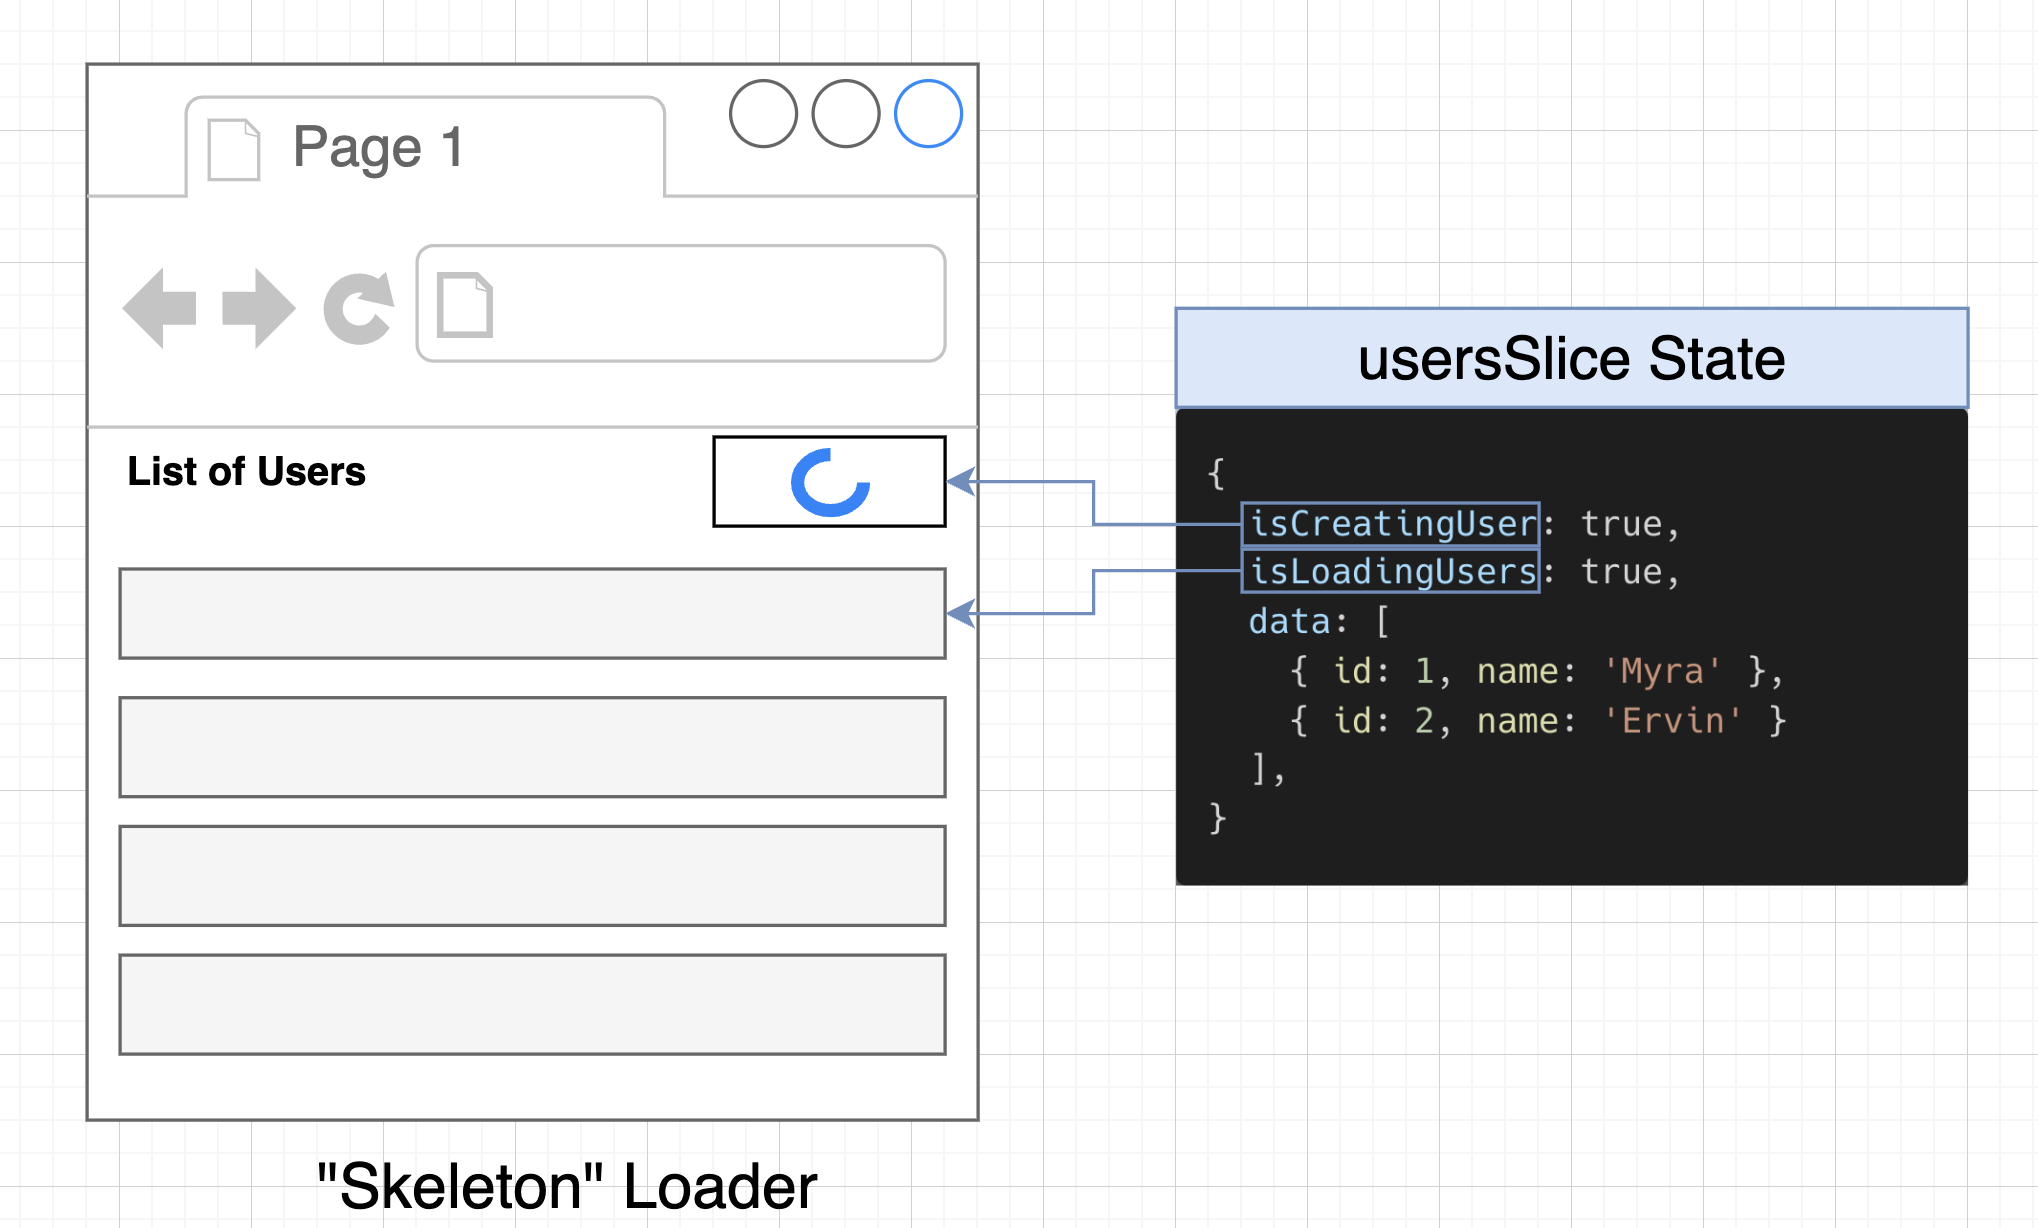 Page 1
List of Users
"Skeleton" Loader
usersSlice State
{
isCreatingUser: true,
isLoadingUsers: true,
data: [
{ id: 1, name: 'Myra' },
{ id: 2, name: 'Ervin' }
],
}